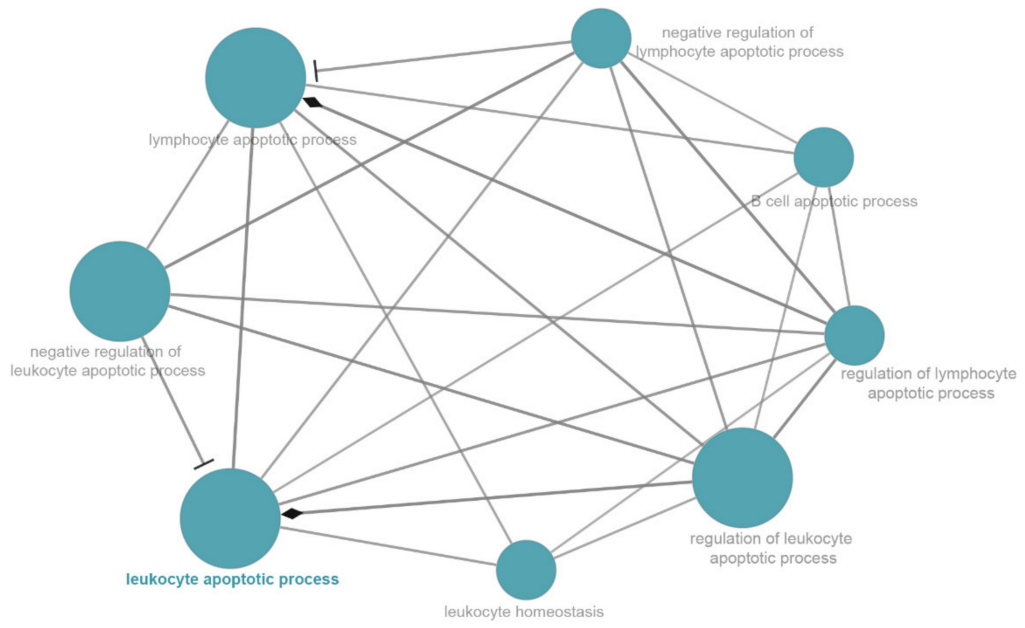 negative regulation of
lymphocyte apoptotic process
lymphocyte apoptotic process
B cell apoptotic process
negative regulation of
leukocyte apoptotic process
regulation of lymphocyte
apoptotic process
regulation of leukocyte
apoptotic process
leukocyte apoptotic process
leukocyte homeostasis